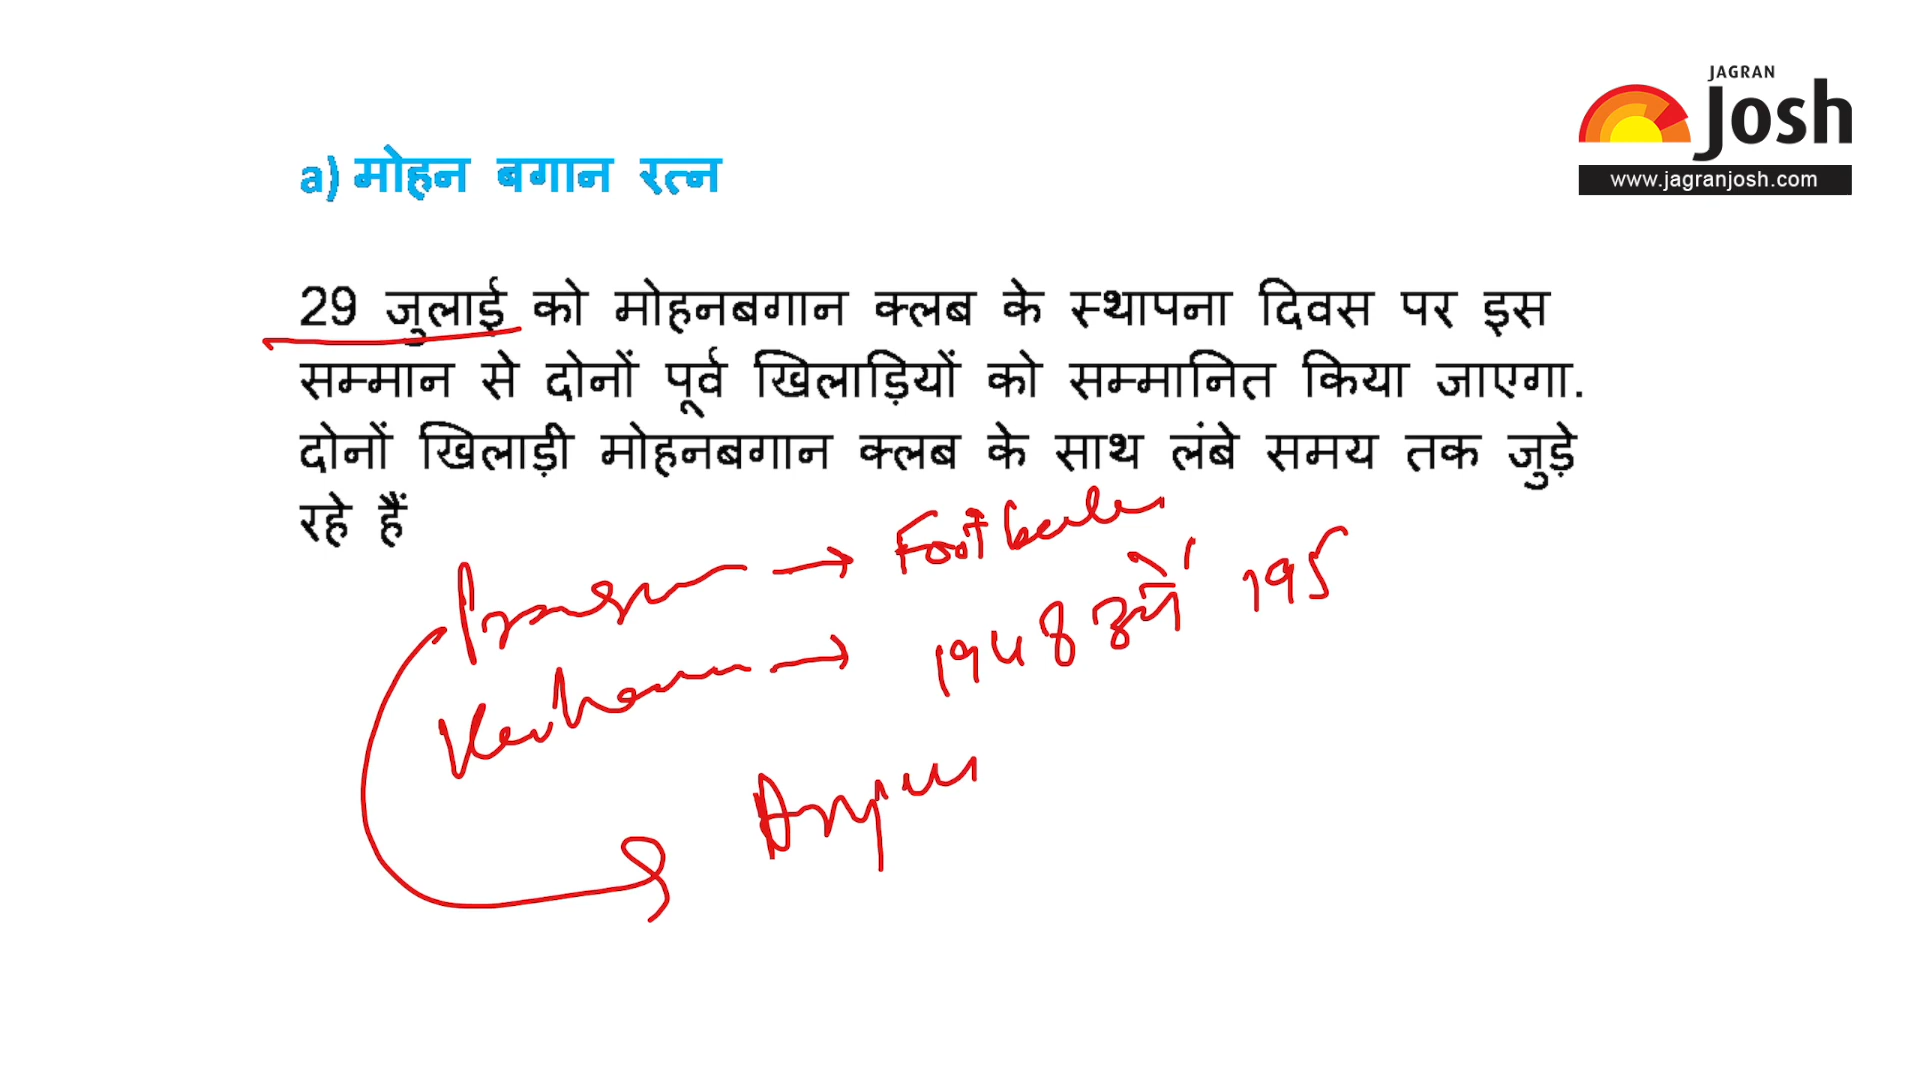 JAGRAN
Josh
www.jagranjosh.com
a) मोहन बगान रत्न
29 जुलाई को मोहनबगान क्लब के स्थापना दिवस पर इस
सम्मान से दोनों पूर्व खिलाड़ियों को सम्मानित किया जाएगा.
दोनों खिलाड़ी मोहनबगान क्लब के साथ लंबे समय तक जुड़े
रहे हैं
→ Football
→ 1948 195